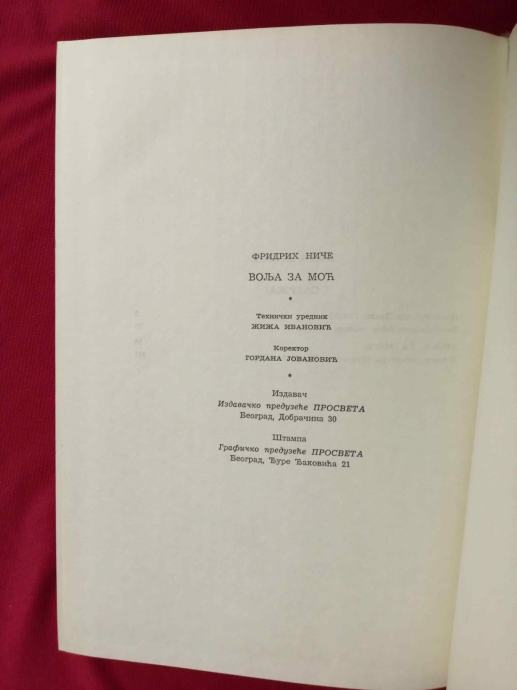 ФРИДРИХ НИЧЕ
ВОЉА ЗА МОЋ
*
Технички уредник
ЖИЖА ИВАНОВИЋ
Коректор
ГОРДАНА ЈОВАНОВИЋ
*
Издавач
Издавачко предузеће ПРОСВЕТА
Београд, Добрачина 30
Штампа
Графичко предузеће ПРОСВЕТА
Београд, Ђуре Ђаковића 21